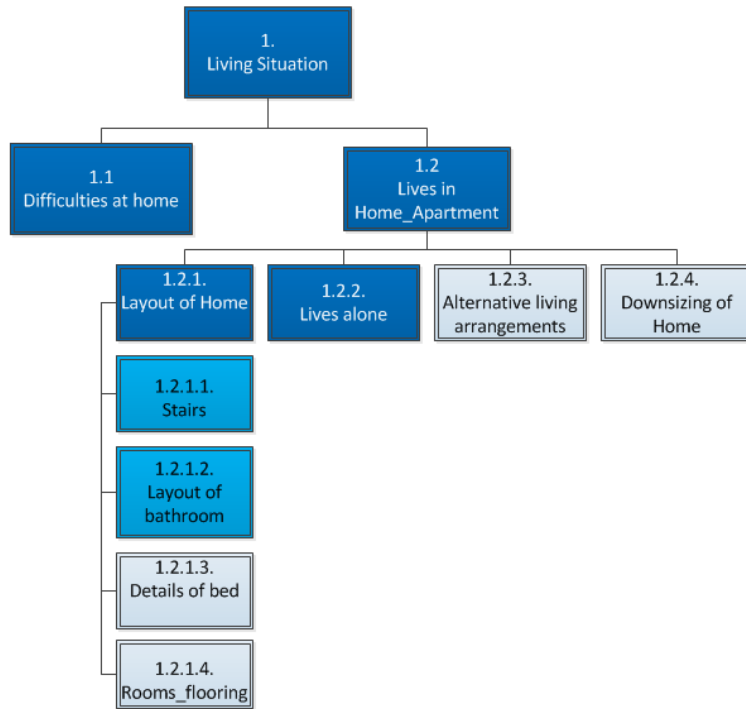 1.
Living Situation
1.1
Difficulties at home
1.2
Lives in
Home_Apartment
1.2.1.
Layout of Home
1.2.2.
Lives alone
1.2.3.
Alternative living
arrangements
1.2.4.
Downsizing of
Home
1.2.1.1.
Stairs
1.2.1.2.
Layout of
bathroom
1.2.1.3.
Details of bed
1.2.1.4.
Rooms_flooring